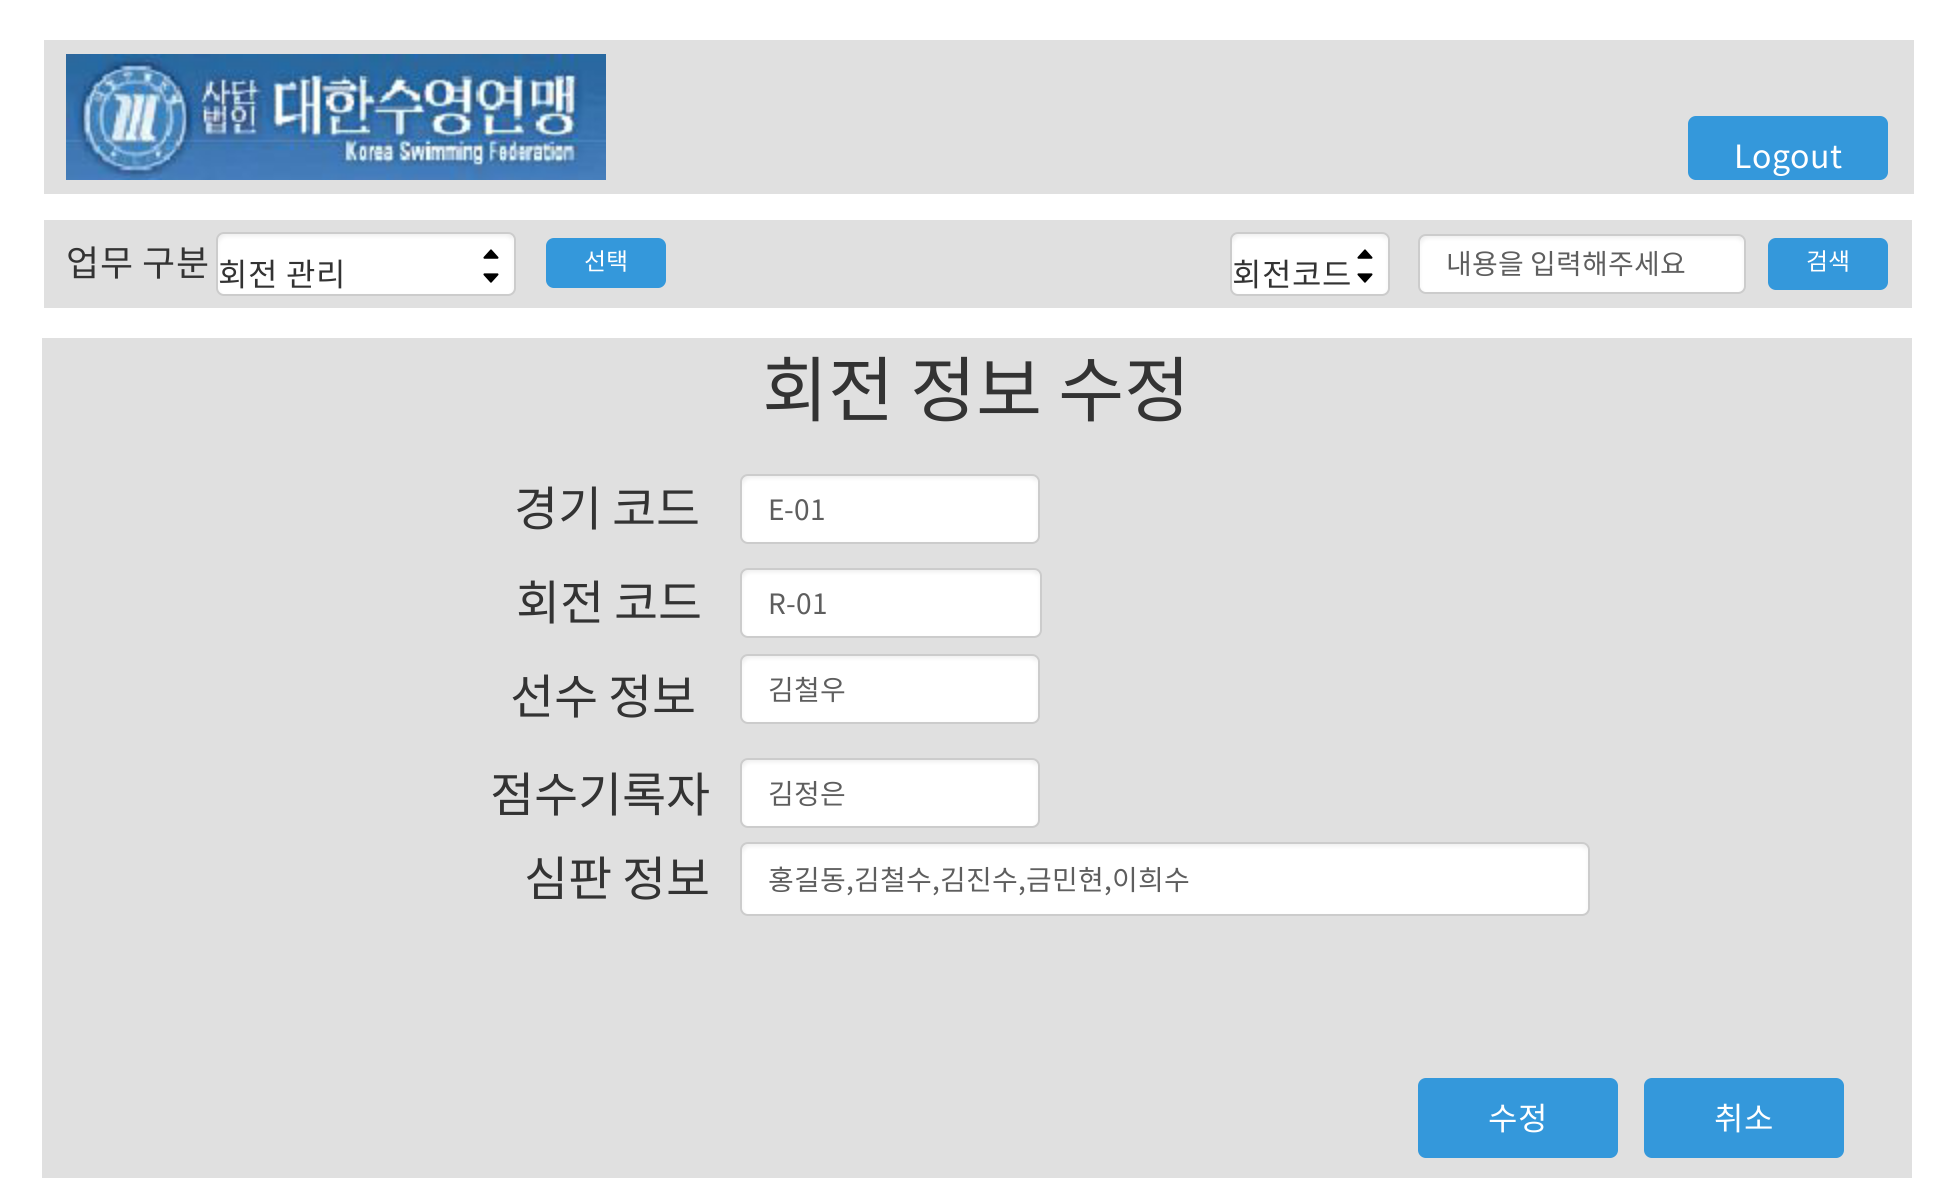 사단
법인 대한수영연맹
Korea Swimming Federation
Logout
업무 구분 회전 관리 선택 회전코드 내용을 입력해주세요 검색
회전 정보 수정
경기 코드 E-01
회전 코드 R-01
선수 정보 김철우
점수기록자 김정은
심판 정보 홍길동,김철수,김진수,금민현,이희수
수정 취소